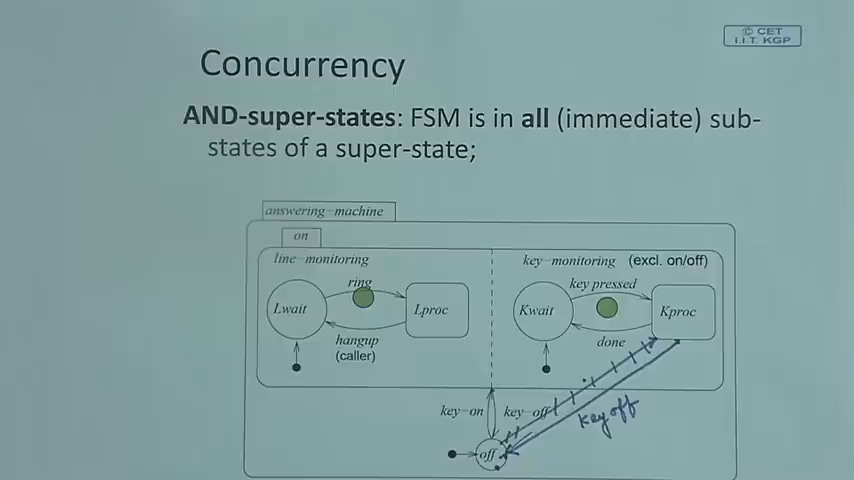 © CET
I.I.T. KGP
Concurrency
AND-super-states: FSM is in all (immediate) sub-
states of a super-state;
answering-machine
on
line-monitoring
key-monitoring (excl. on/off)
ring
key pressed
Lwait
Lproc
Kwait
Kproc
hangup
(caller)
done
key-on
key-off
key off
off